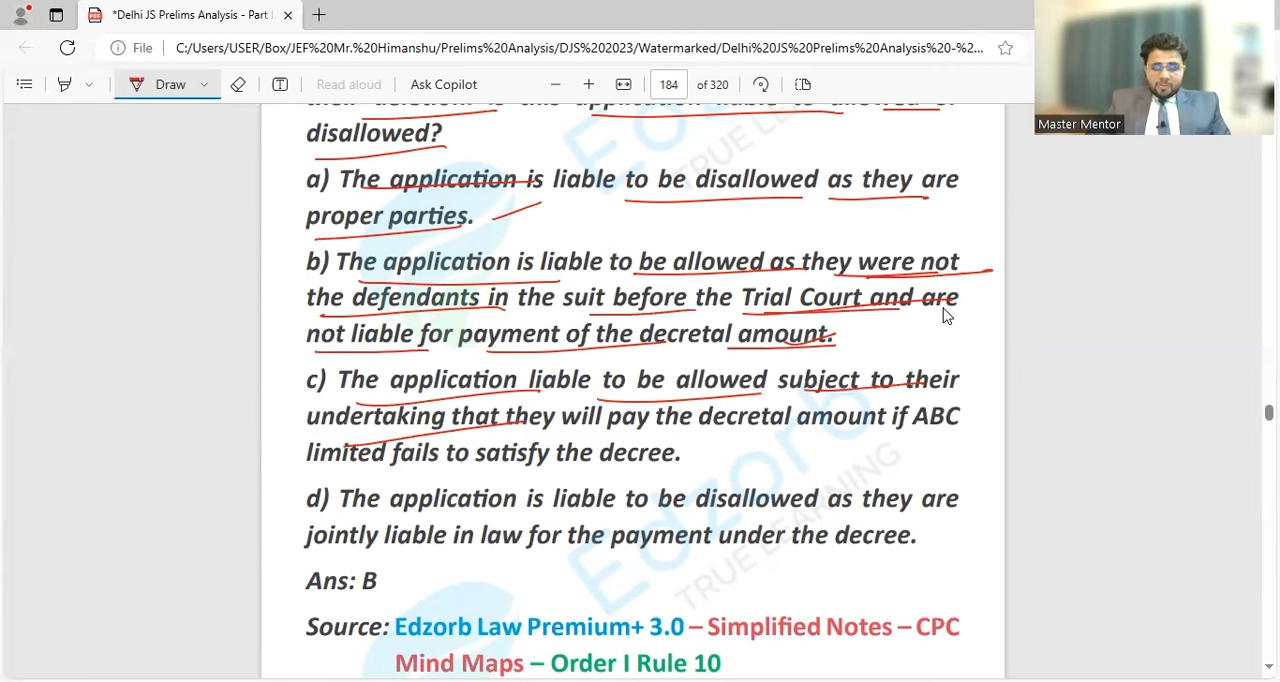 *Delhi JS Prelims Analysis - Part I
File
C:/Users/USER/Box/JEF%20Mr.%20Himanshu/Prelims%20Analysis/DJS%202023/Watermarked/Delhi%20JS%20Prelims%20Analysis%20-%2...
Draw
Read aloud
Ask Copilot
184
of 320
Master Mentor
disallowed?
a) The application is liable to be disallowed as they are
proper parties.
b) The application is liable to be allowed as they were not
the defendants in the suit before the Trial Court and are
not liable for payment of the decretal amount.
c) The application liable to be allowed subject to their
undertaking that they will pay the decretal amount if ABC
limited fails to satisfy the decree.
d) The application is liable to be disallowed as they are
jointly liable in law for the payment under the decree.
Ans: B
Source: Edzorb Law Premium+ 3.0 – Simplified Notes – CPC
Mind Maps – Order I Rule 10
Edzorb
TRUE LEARNING